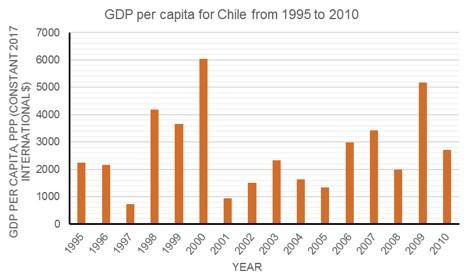 GDP per capita for Chile from 1995 to 2010
GDP PER CAPITA, PPP (CONSTANT 2017
INTERNATIONAL$)
7000
6000
5000
4000
3000
2000
1000
0
1995 1996 1997 1998 1999 2000 2001 2002 2003 2004 2005 2006 2007 2008 2009 2010
YEAR